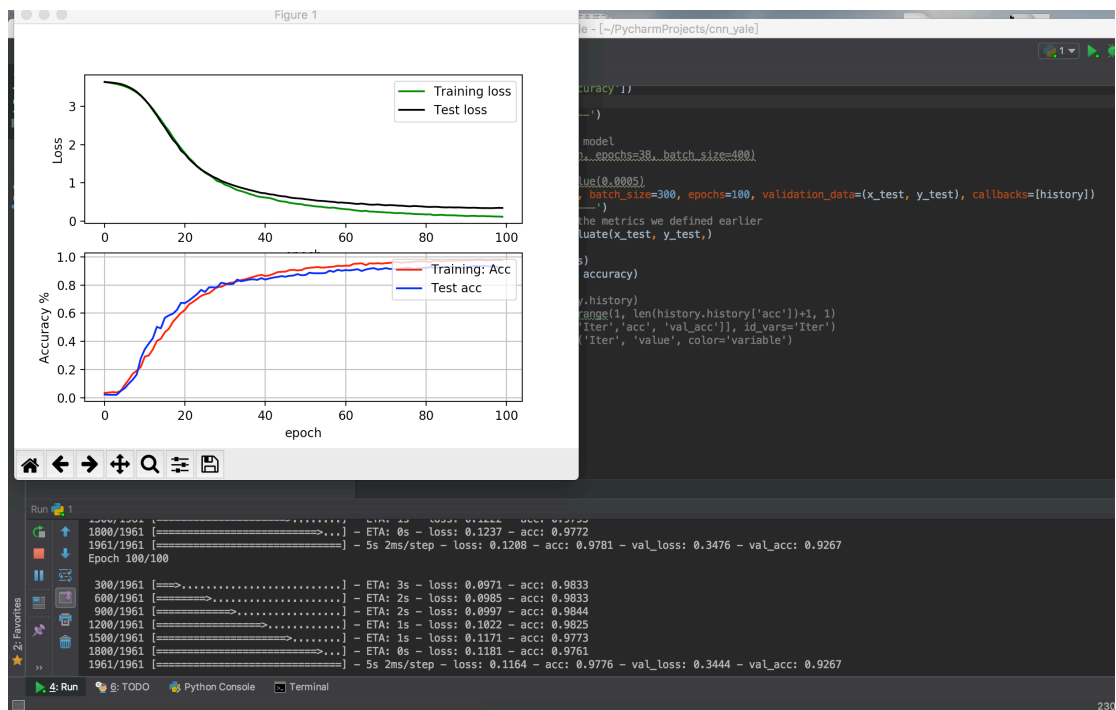 Figure 1
le - [~/PycharmProjects/cnn_yale]
1
Training loss
Test loss
Loss
3
2
1
0
0 20 40 60 80 100
Training: Acc
Test acc
Accuracy %
1.0
0.8
0.6
0.4
0.2
0.0
0 20 40 60 80 100
epoch
curacy'])
—')
model
n, epochs=38, batch_size=400)
lue(0.0005)
, batch_size=300, epochs=100, validation_data=(x_test, y_test), callbacks=[history])
——')
the metrics we defined earlier
luate(x_test, y_test,)
s)
accuracy)
y.history)
range(1, len(history.history['acc'])+1, 1)
'Iter','acc', 'val_acc']], id_vars='Iter')
('Iter', 'value', color='variable')
Run 1
1800/1961 [==============================>...] - ETA: 0s - loss: 0.1237 - acc: 0.9772
1961/1961 [==================================] - 5s 2ms/step - loss: 0.1208 - acc: 0.9781 - val_loss: 0.3476 - val_acc: 0.9267
Epoch 100/100
300/1961 [===>..............................] - ETA: 3s - loss: 0.0971 - acc: 0.9833
600/1961 [========>.........................] - ETA: 2s - loss: 0.0985 - acc: 0.9833
900/1961 [=============>....................] - ETA: 2s - loss: 0.0997 - acc: 0.9844
1200/1961 [==================>...............] - ETA: 1s - loss: 0.1022 - acc: 0.9825
1500/1961 [=======================>..........] - ETA: 1s - loss: 0.1171 - acc: 0.9773
1800/1961 [============================>.....] - ETA: 0s - loss: 0.1181 - acc: 0.9761
1961/1961 [==================================] - 5s 2ms/step - loss: 0.1164 - acc: 0.9776 - val_loss: 0.3444 - val_acc: 0.9267
2: Favorites
4: Run 6: TODO Python Console Terminal
230